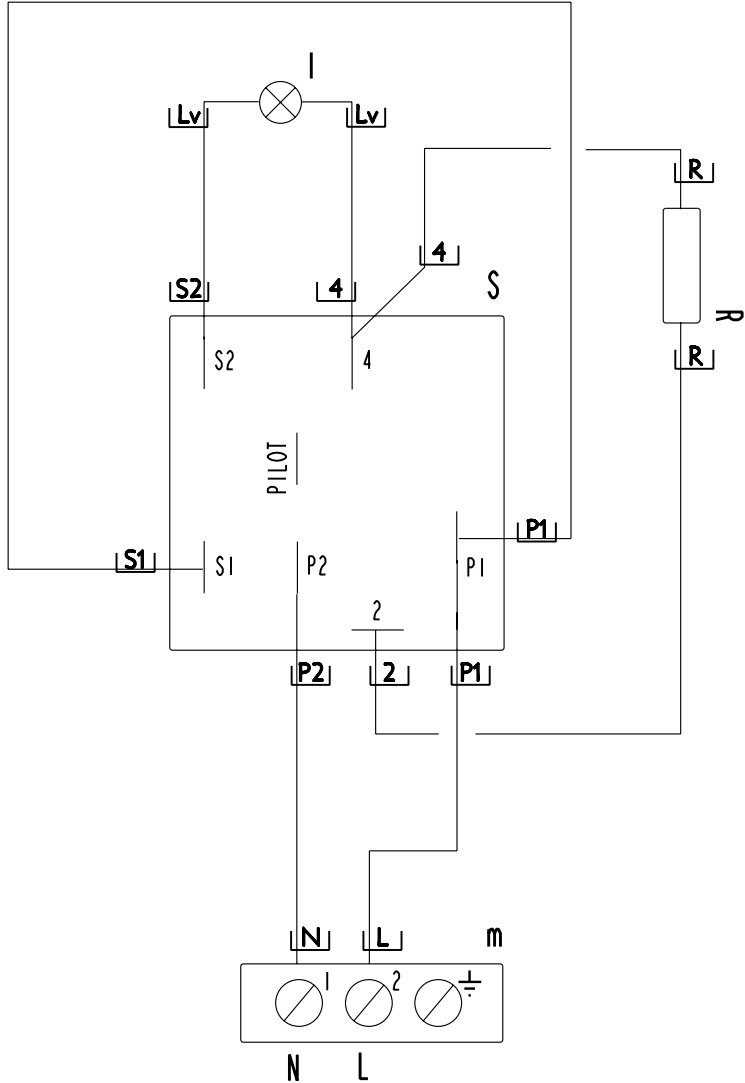 l
Lv Lv
R
4
S2 4 S
R
S2 4
R
PILOT
P1
S1 S1 P2 P1
2
P2 2 P1
N L m
1 2
N L